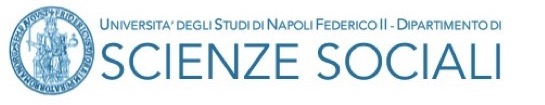 UNIVERSITA' DEGLI STUDI DI NAPOLI FEDERICO II - DIPARTIMENTO DI
SCIENZE SOCIALI